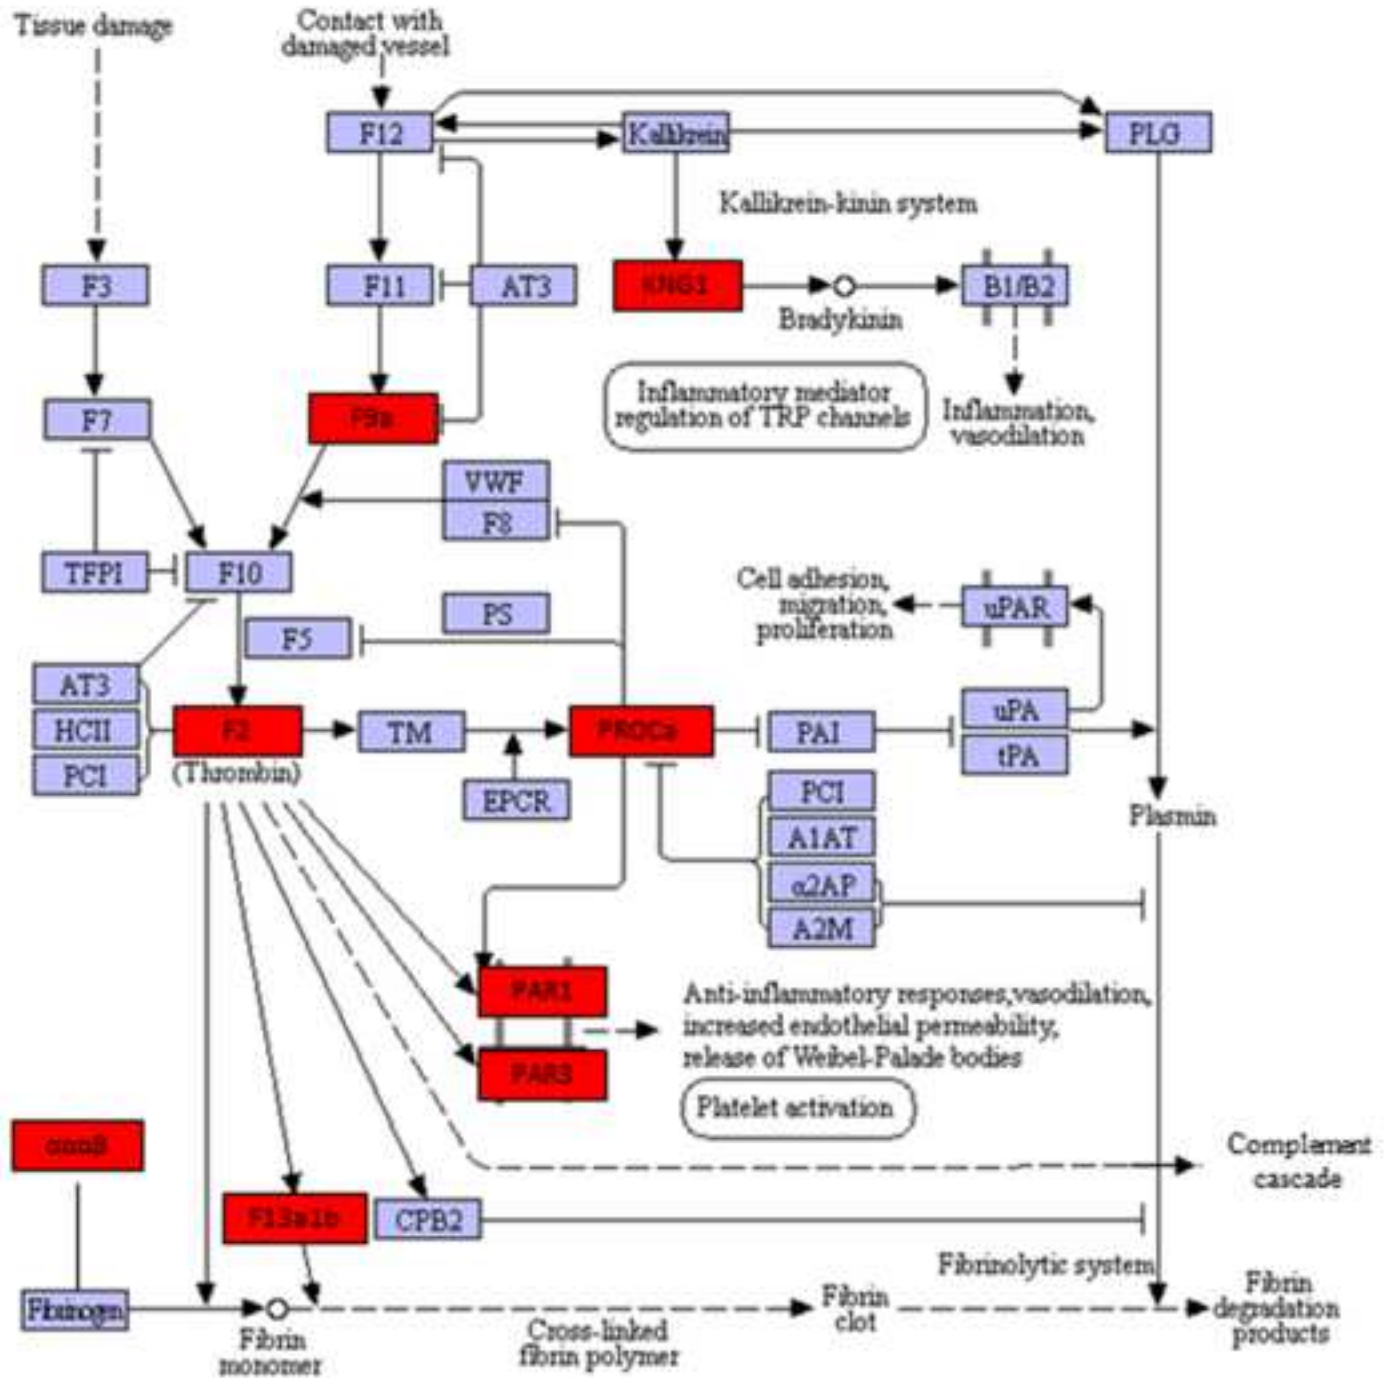 Tissue damage
Contact with
damaged vessel
F12
Kallikrein
PLG
Kallikrein-kinin system
F3
F11
AT3
KNG1
B1/B2
Bradykinin
F7
F9a
Inflammatory mediator
regulation of TRP channels
Inflammation,
vasodilation
VWF
F8
TFPI
F10
PS
F5
Cell adhesion,
migration,
proliferation
uPAR
AT3
HCII
PCI
F2
(Thrombin)
TM
EPCR
PROCa
PAI
uPA
tPA
PCI
A1AT
α2AP
A2M
Plasmin
PAR1
PAR3
Anti-inflammatory responses,vasodilation,
increased endothelial permeability,
release of Weibel-Palade bodies
Platelet activation
Complement
cascade
F13a1b
CPB2
Fibrinolytic system
Fibrinogen
Fibrin
monomer
Cross-linked
fibrin polymer
Fibrin
clot
Fibrin
degradation
products